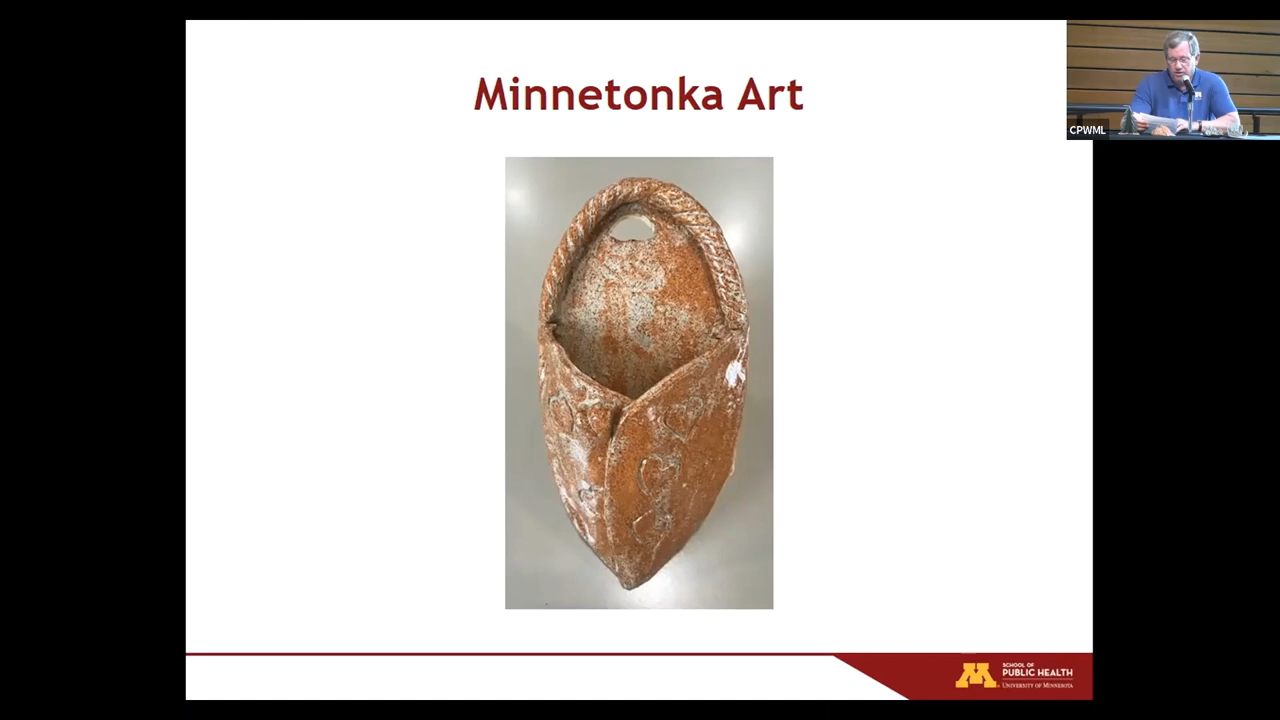 Minnetonka Art
CPWML
SCHOOL OF
PUBLIC HEALTH
UNIVERSITY OF MINNESOTA